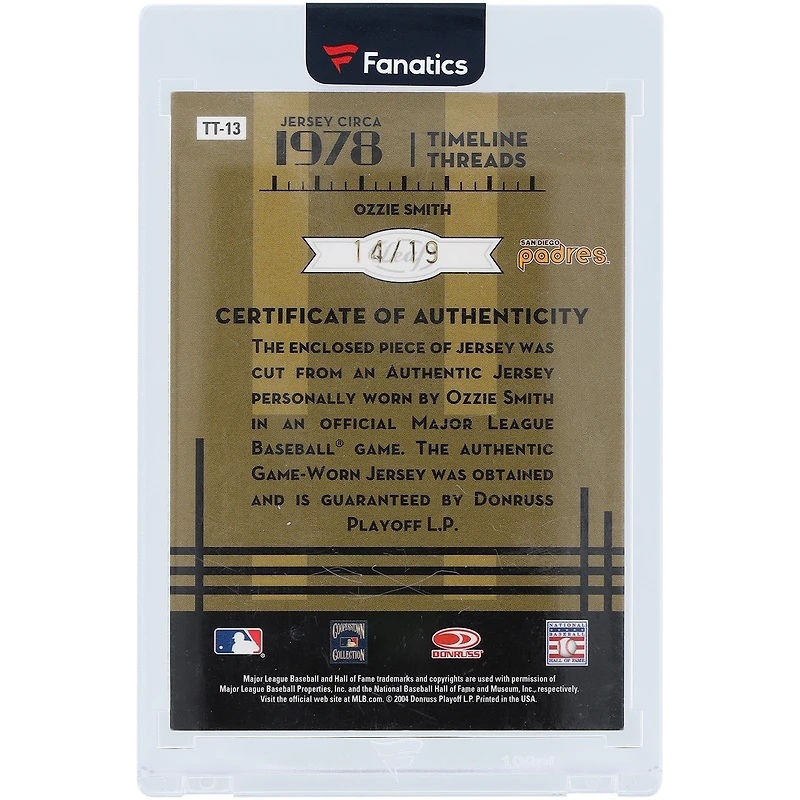 Fanatics
TT-13
JERSEY CIRCA
1978
TIMELINE
THREADS
OZZIE SMITH
14/19
Leaf
SAN DIEGO
padres
CERTIFICATE OF AUTHENTICITY
THE ENCLOSED PIECE OF JERSEY WAS
CUT FROM AN AUTHENTIC JERSEY
PERSONALLY WORN BY OZZIE SMITH
IN AN OFFICIAL MAJOR LEAGUE
BASEBALL® GAME. THE AUTHENTIC
GAME-WORN JERSEY WAS OBTAINED
AND IS GUARANTEED BY DONRUSS
PLAYOFF L.P.
COOPERSTOWN
COLLECTION
DONRUSS
NATIONAL
BASEBALL
HALL OF FAME
Major League Baseball and Hall of Fame trademarks and copyrights are used with permission of
Major League Baseball Properties, Inc. and the National Baseball Hall of Fame and Museum, Inc., respectively.
Visit the official web site at MLB.com. © 2004 Donruss Playoff L.P. Printed in the USA.